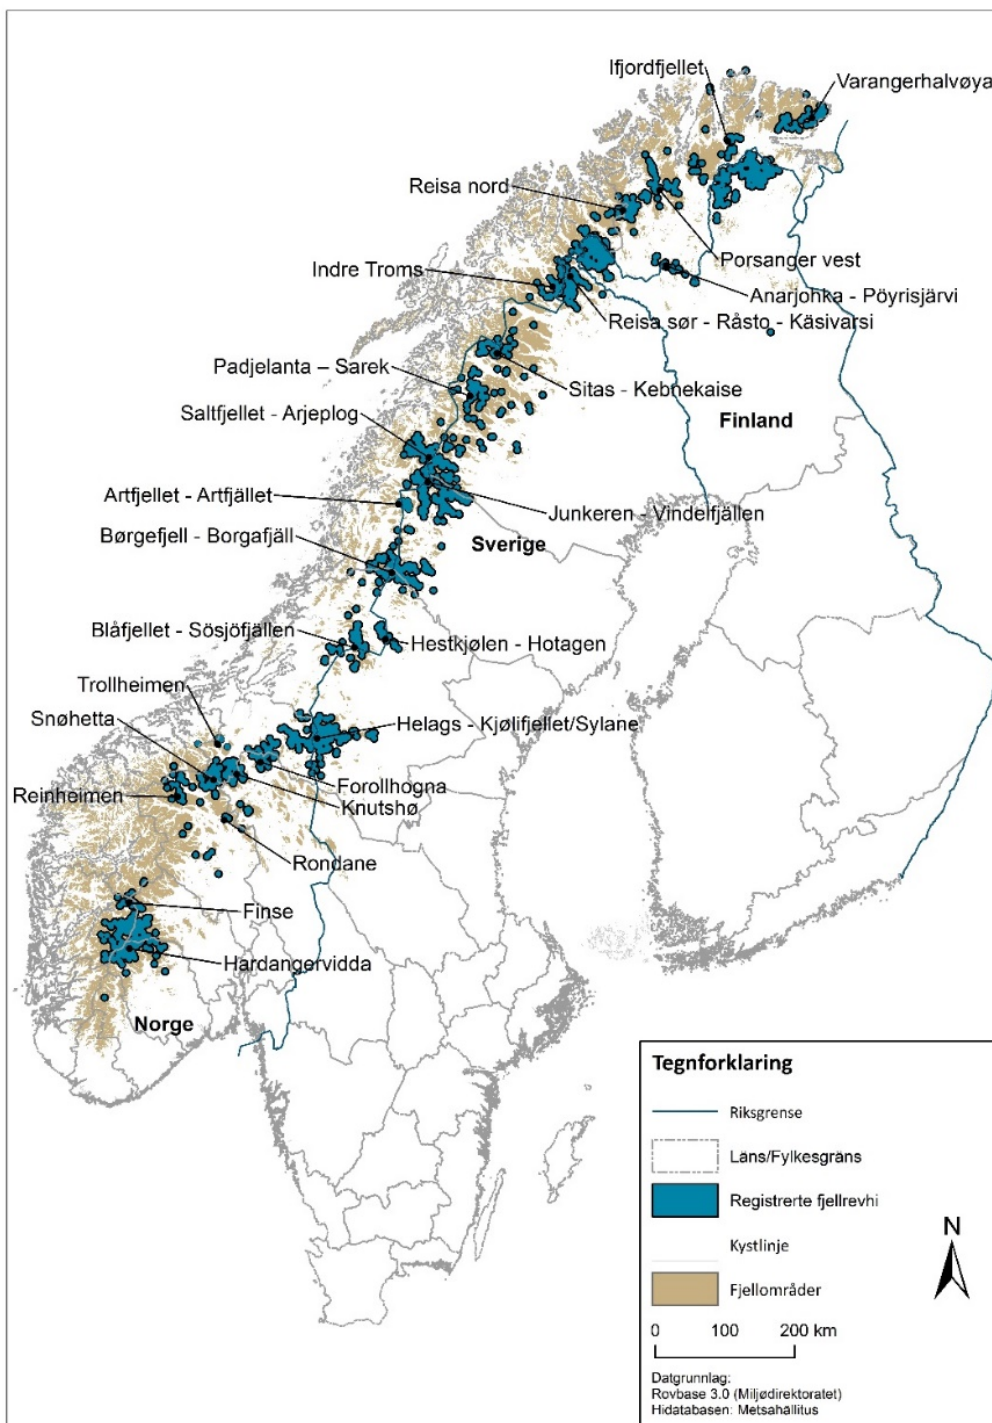 Ifjordfjellet
Varangerhalvøya
Reisa nord
Porsanger vest
Indre Troms
Anarjohka - Pöyrisjärvi
Reisa sør - Råsto - Käsivarsi
Padjelanta – Sarek
Sitas - Kebnekaise
Saltfjellet - Arjeplog
Finland
Artfjellet - Artfjället
Junkeren - Vindelfjällen
Børgefjell - Borgafjäll
Sverige
Blåfjellet - Sösjöfjällen
Hestkjølen - Hotagen
Trollheimen
Snøhetta
Helags - Kjølifjellet/Sylane
Reinheimen
Forollhogna
Knutshø
Rondane
Finse
Hardangervidda
Norge
Tegnforklaring
Riksgrense
Läns/Fylkesgräns
Registrerte fjellrevhi
Kystlinje
Fjellområder
N
0 100 200 km
Datgrunnlag:
Rovbase 3.0 (Miljødirektoratet)
Hidatabasen: Metsahallitus